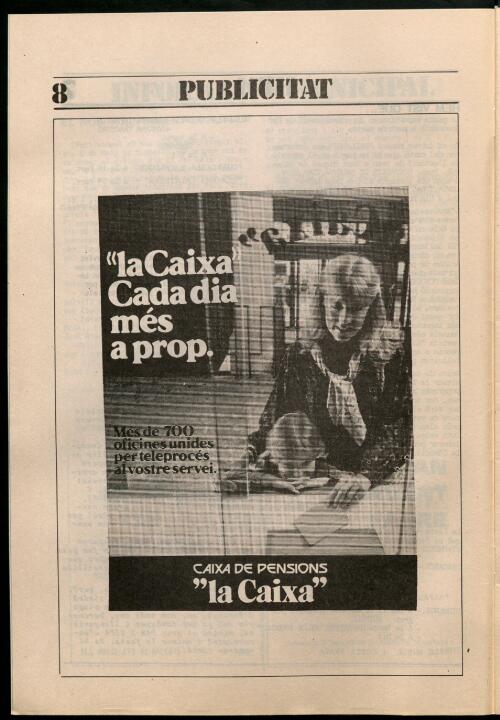 8
PUBLICITAT
"la Caixa"
Cada dia
més
a prop.
Més de 700
oficines unides
per teleprocés
al vostre servei.
CAIXA DE PENSIONS
"la Caixa"